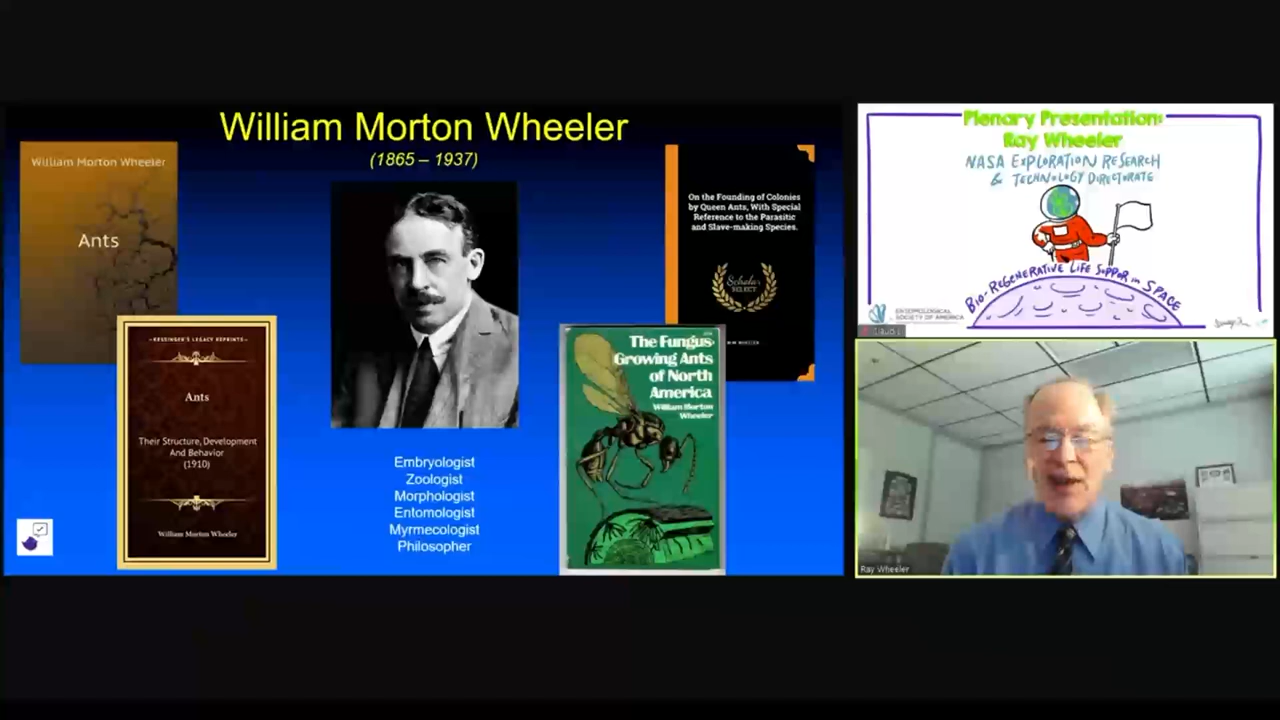 William Morton Wheeler
(1865 – 1937)
William Morton Wheeler
Ants
KESSINGER'S LEGACY REPRINTS
Ants
Their Structure, Development
And Behavior
(1910)
William Morton Wheeler
Embryologist
Zoologist
Morphologist
Entomologist
Myrmecologist
Philosopher
On the Founding of Colonies
by Queen Ants, With Special
Reference to the Parasitic
and Slave-making Species.
Scholar
SELECT
WHEELER
The Fungus-
Growing Ants
of North
America
William Morton
Wheeler
Plenary Presentation:
Ray Wheeler
NASA EXPLORATION RESEARCH
& TECHNOLOGY DIRECTORATE
BIO-REGENERATIVE LIFE SUPPOR in SPACE
ENTOMOLOGICAL
SOCIETY OF AMERICA
Ray Wheeler